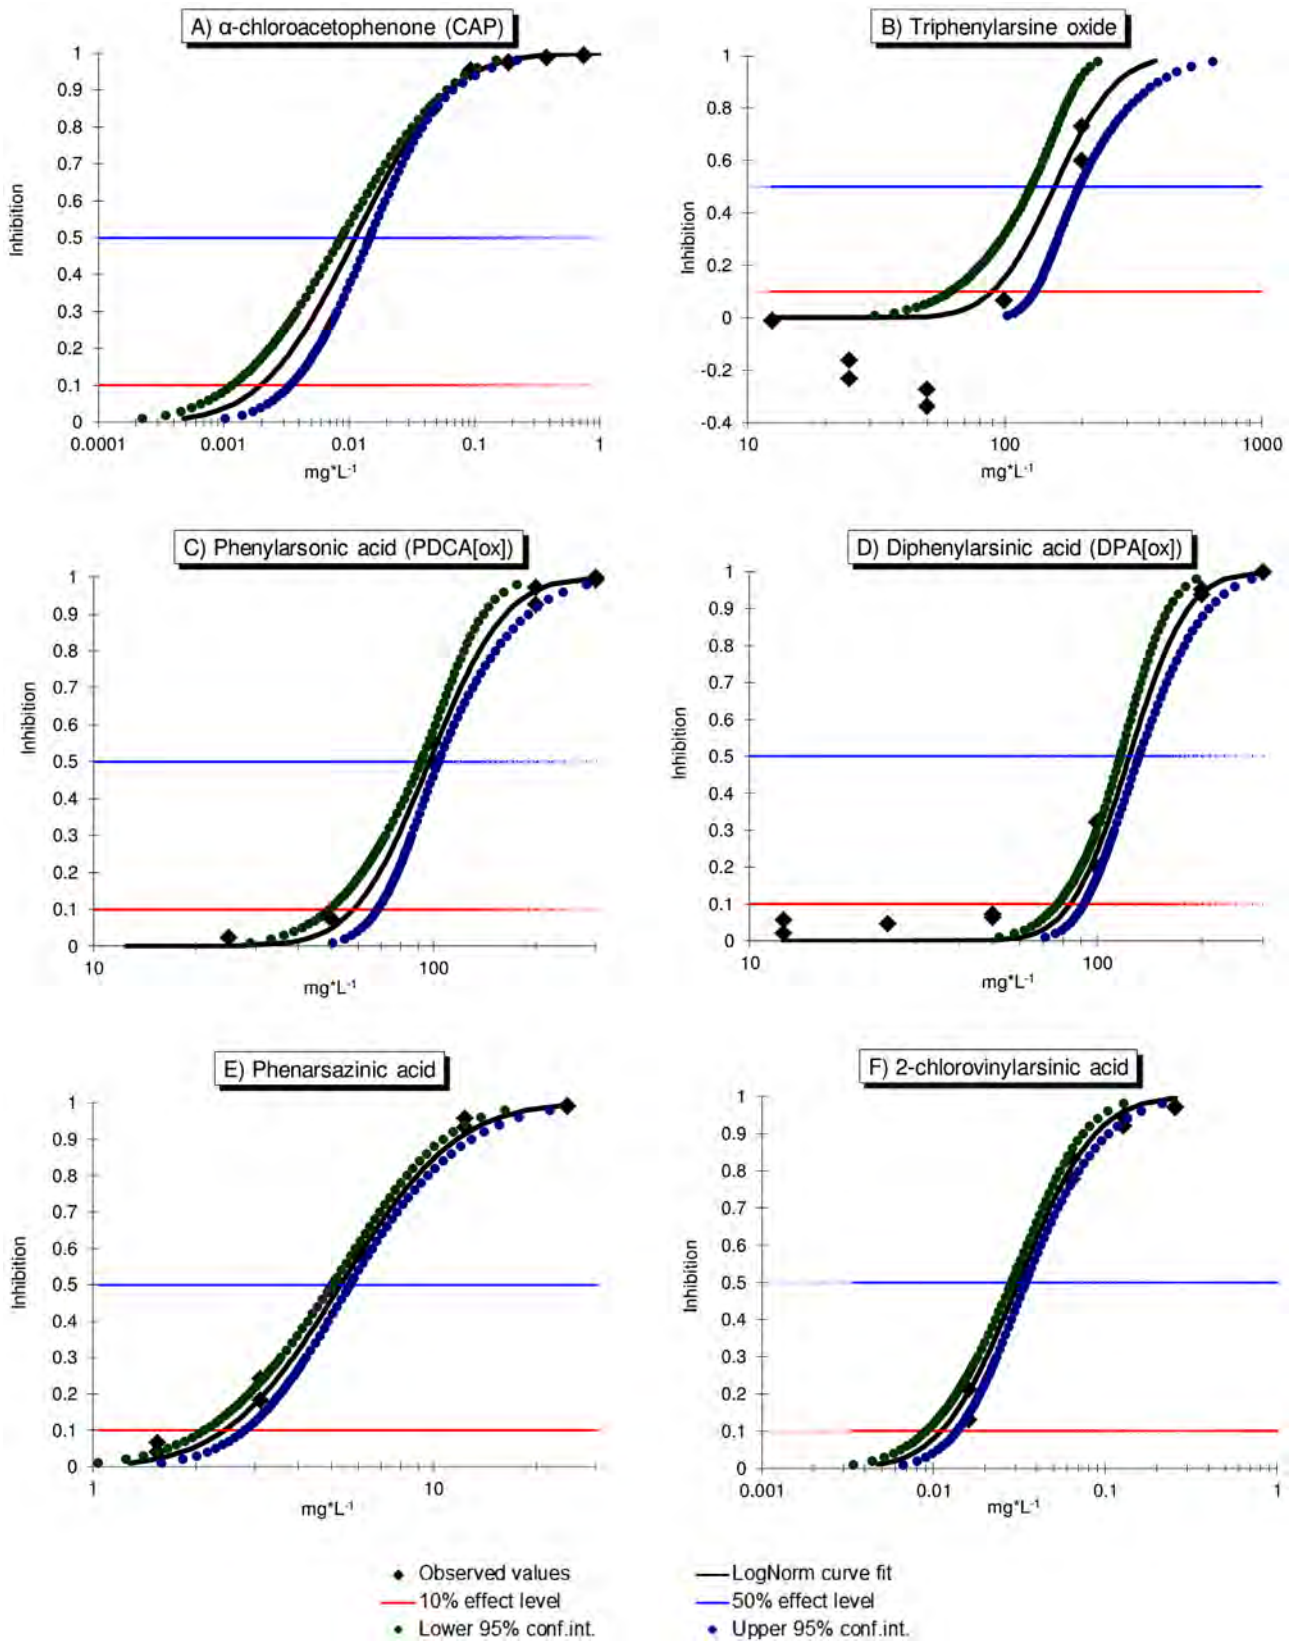 A) α-chloroacetophenone (CAP)
1
0.9
0.8
0.7
0.6
0.5
0.4
0.3
0.2
0.1
0
Inhibition
0.0001 0.001 0.01 0.1 1
mg*L-1
B) Triphenylarsine oxide
1
0.8
0.6
0.4
0.2
0
-0.2
-0.4
Inhibition
10 100 1000
mg*L-1
C) Phenylarsonic acid (PDCA[ox])
1
0.9
0.8
0.7
0.6
0.5
0.4
0.3
0.2
0.1
0
Inhibition
10 100
mg*L-1
D) Diphenylarsinic acid (DPA[ox])
1
0.9
0.8
0.7
0.6
0.5
0.4
0.3
0.2
0.1
0
Inhibition
10 100
mg*L-1
E) Phenarsazinic acid
1
0.9
0.8
0.7
0.6
0.5
0.4
0.3
0.2
0.1
0
Inhibition
1 10
mg*L-1
F) 2-chlorovinylarsinic acid
1
0.9
0.8
0.7
0.6
0.5
0.4
0.3
0.2
0.1
0
Inhibition
0.001 0.01 0.1 1
mg*L-1
Observed values
LogNorm curve fit
10% effect level
50% effect level
Lower 95% conf.int.
Upper 95% conf.int.